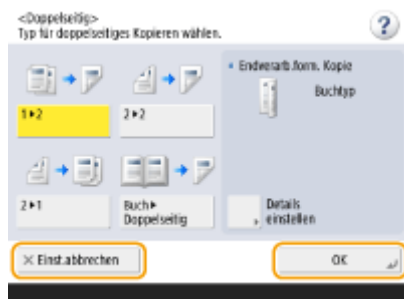 <Doppelseitig>
Typ für doppelseitiges Kopieren wählen.
?
• Endverarb.form. Kopie
Buchtyp
1▸2
2▸2
2▸1
Buch▸
Doppelseitig
Details
einstellen
× Einst.abbrechen
OK